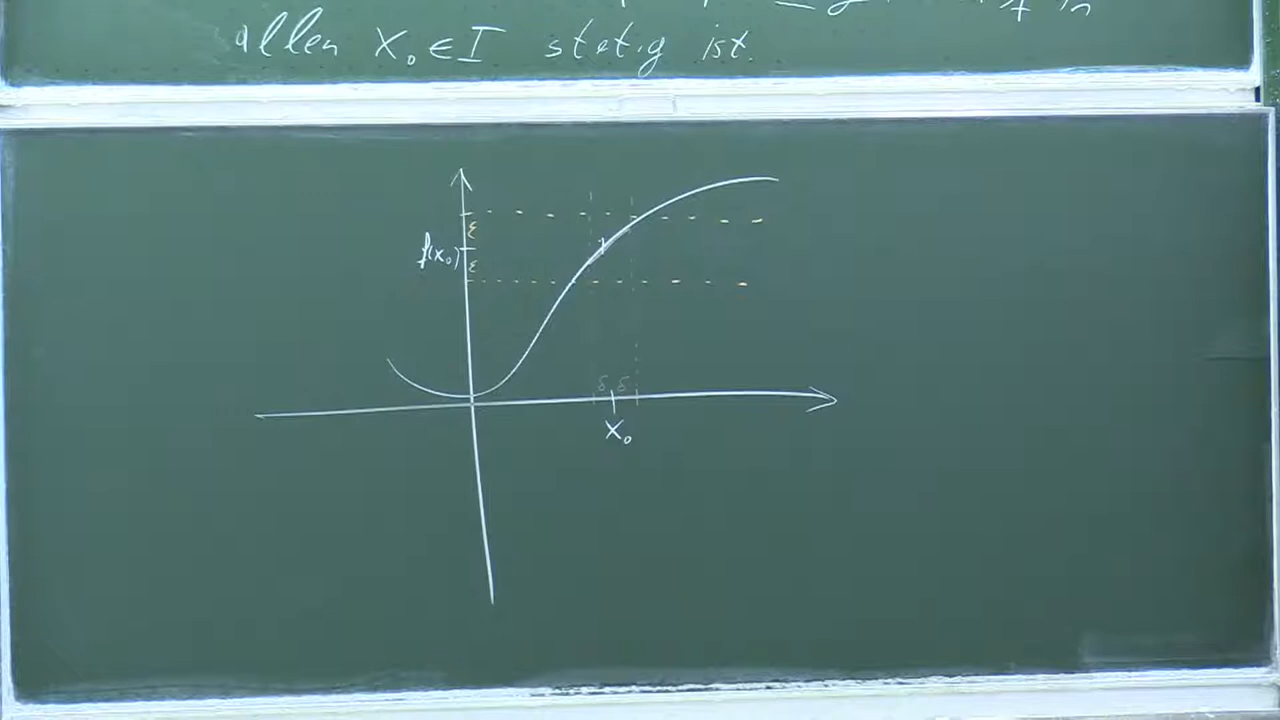 allen x₀ ∈ I stetig ist.
ε
f(x₀)
ε
δ δ
x₀